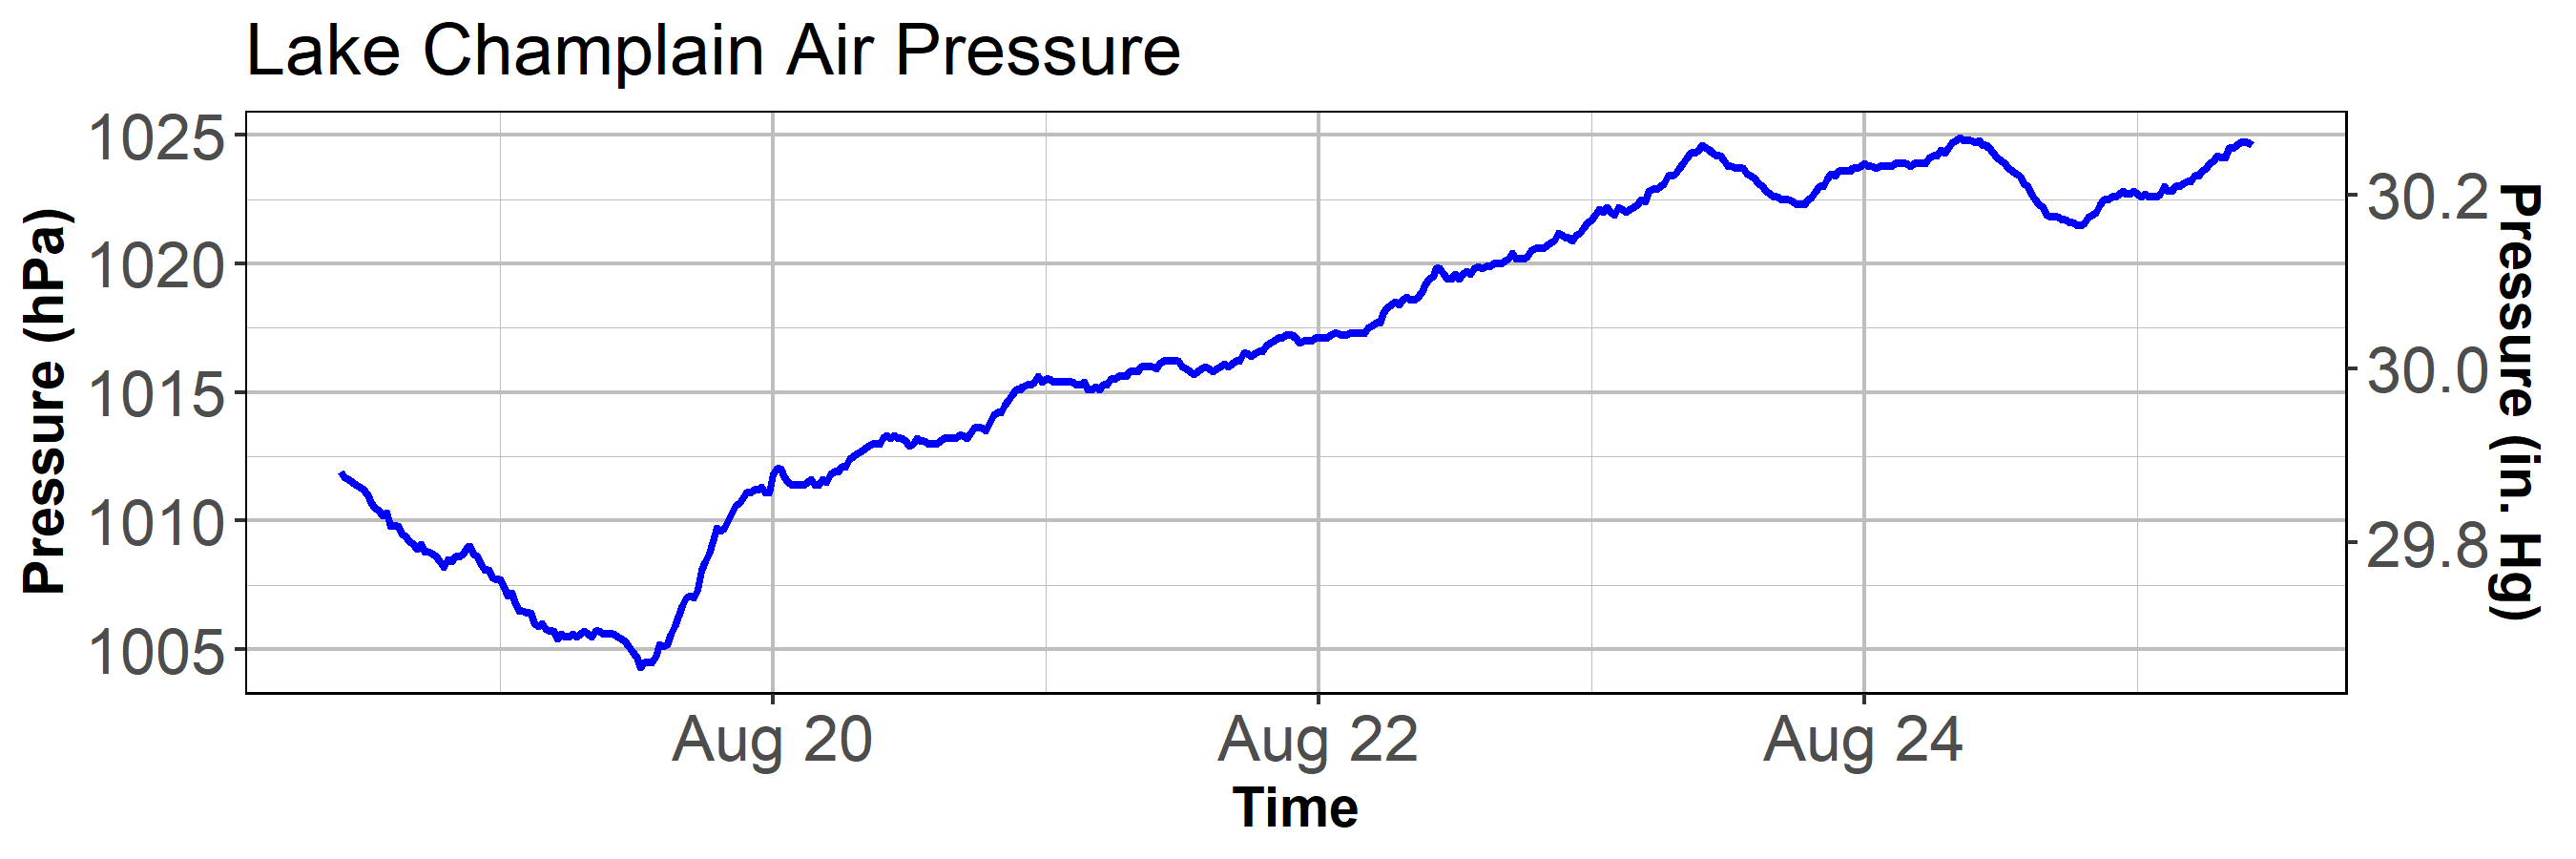 Lake Champlain Air Pressure
Pressure (hPa)
1025
1020
1015
1010
1005
30.2
30.0
29.8
Pressure (in. Hg)
Aug 20
Aug 22
Aug 24
Time